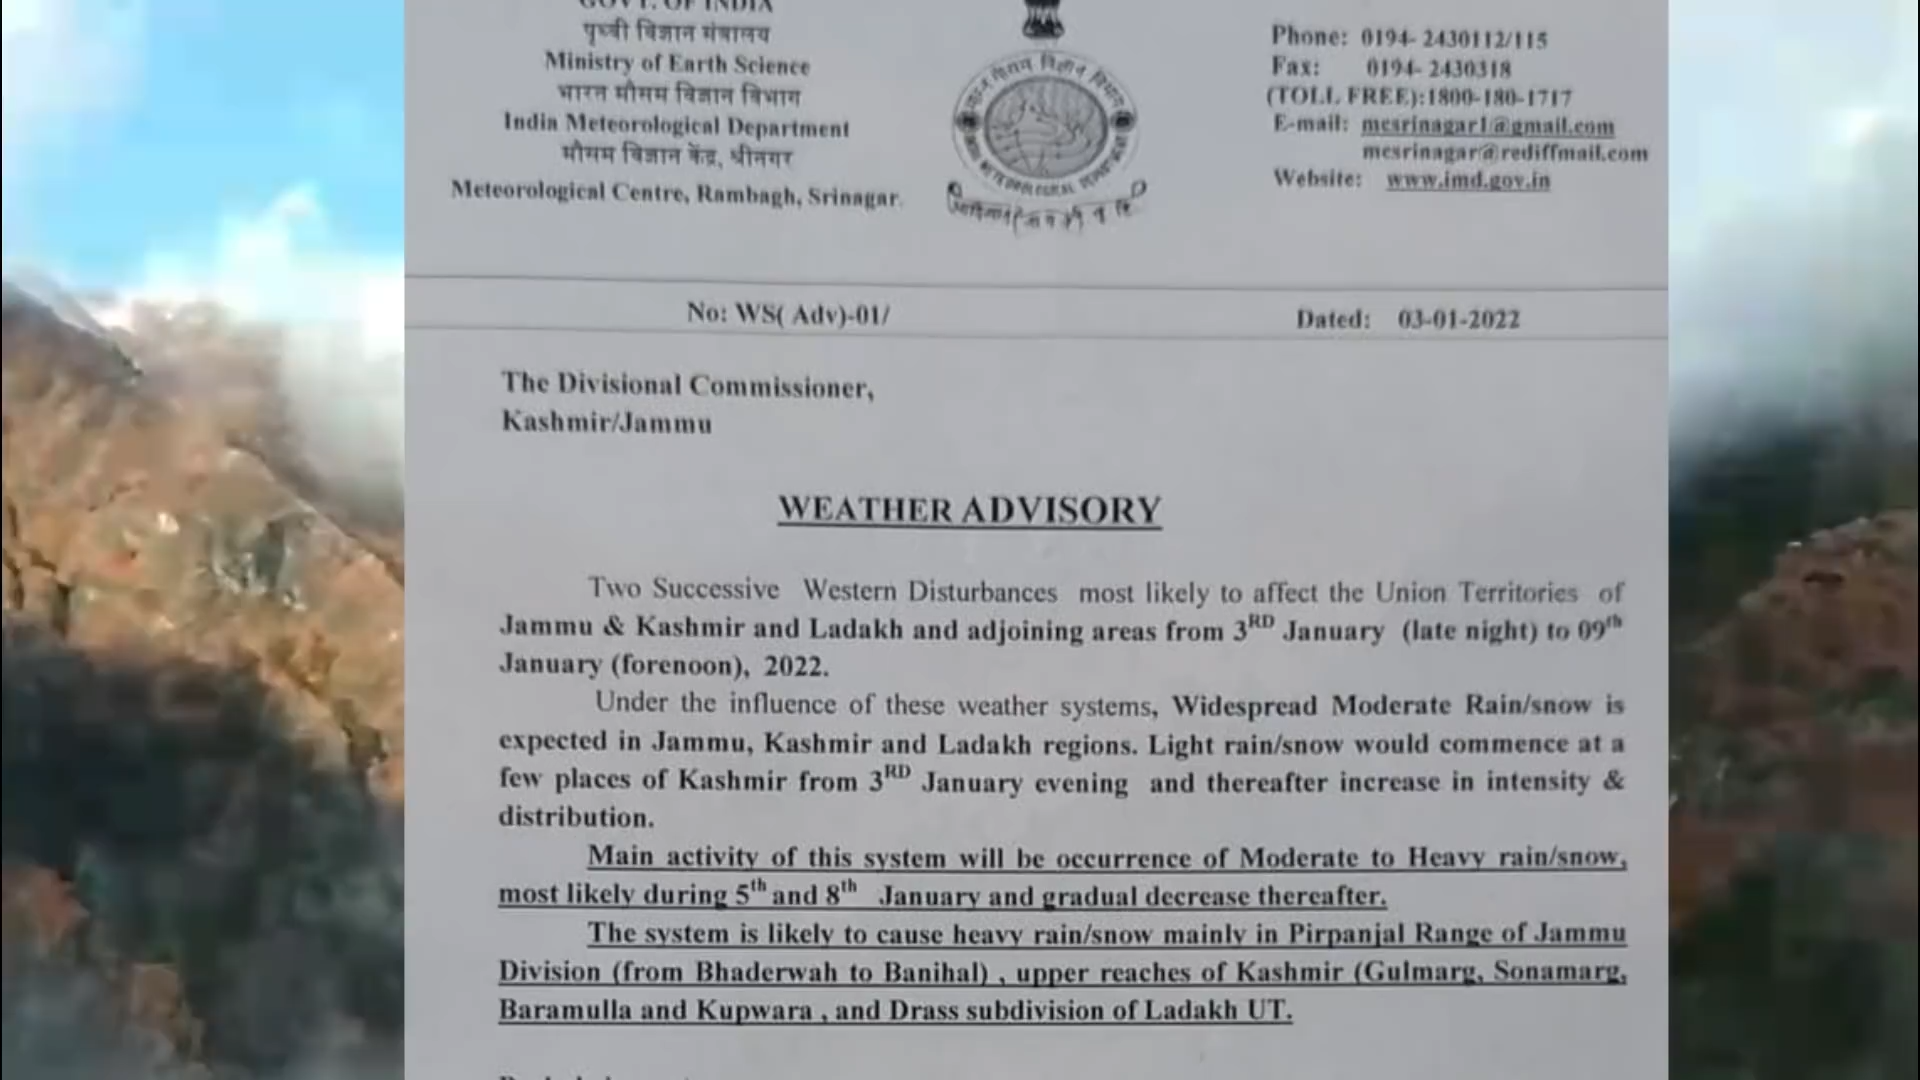 GOVT. OF INDIA
पृथ्वी विज्ञान मंत्रालय
Ministry of Earth Science
भारत मौसम विज्ञान विभाग
India Meteorological Department
मौसम विज्ञान केंद्र, श्रीनगर
Meteorological Centre, Rambagh, Srinagar.
भारत मौसम विज्ञान विभाग
INDIA METEOROLOGICAL DEPARTMENT
Phone: 0194- 2430112/115
Fax: 0194- 2430318
(TOLL FREE):1800-180-1717
E-mail: mcsrinagar1@gmail.com
mcsrinagar@rediffmail.com
Website: www.imd.gov.in
No: WS( Adv)-01/
Dated: 03-01-2022
The Divisional Commissioner,
Kashmir/Jammu
WEATHER ADVISORY
Two Successive Western Disturbances most likely to affect the Union Territories of
Jammu & Kashmir and Ladakh and adjoining areas from 3RD January (late night) to 09th
January (forenoon), 2022.
Under the influence of these weather systems, Widespread Moderate Rain/snow is
expected in Jammu, Kashmir and Ladakh regions. Light rain/snow would commence at a
few places of Kashmir from 3RD January evening and thereafter increase in intensity &
distribution.
Main activity of this system will be occurrence of Moderate to Heavy rain/snow,
most likely during 5th and 8th January and gradual decrease thereafter.
The system is likely to cause heavy rain/snow mainly in Pirpanjal Range of Jammu
Division (from Bhaderwah to Banihal) , upper reaches of Kashmir (Gulmarg, Sonamarg,
Baramulla and Kupwara , and Drass subdivision of Ladakh UT.